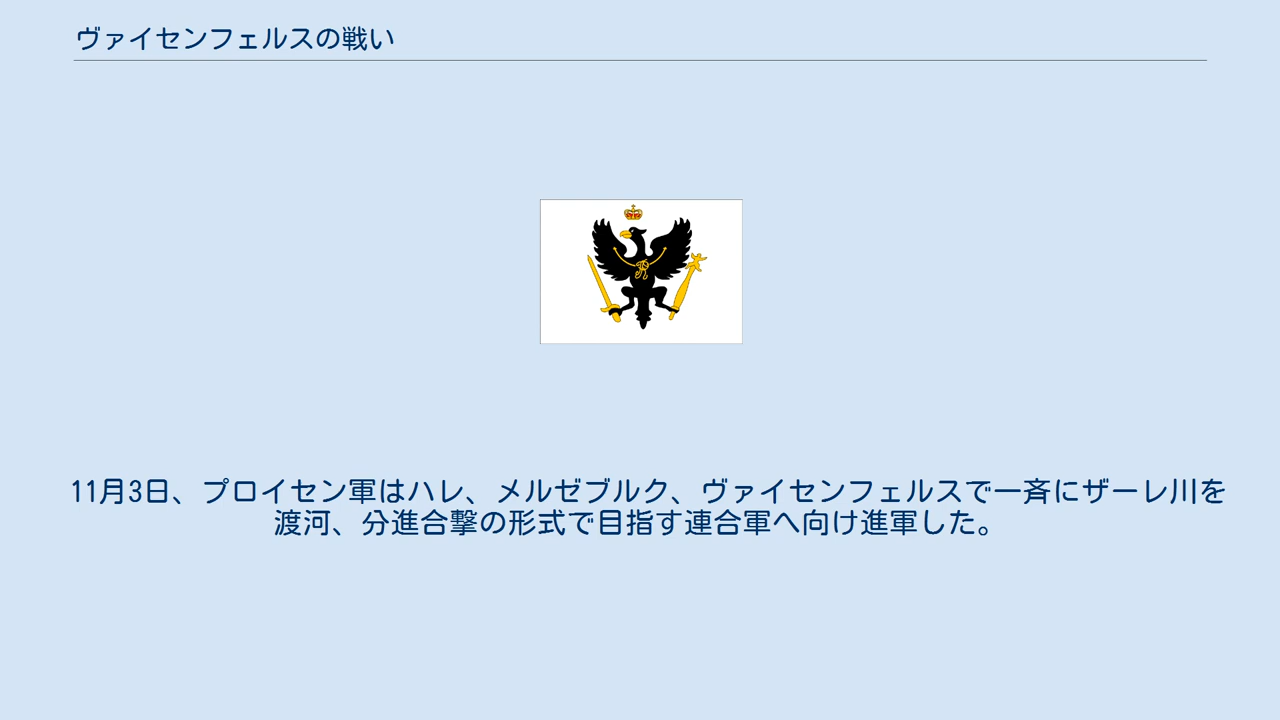 ヴァイセンフェルスの戦い
11月3日、プロイセン軍はハレ、メルゼブルク、ヴァイセンフェルスで一斉にザーレ川を
渡河、分進合撃の形式で目指す連合軍へ向け進軍した。